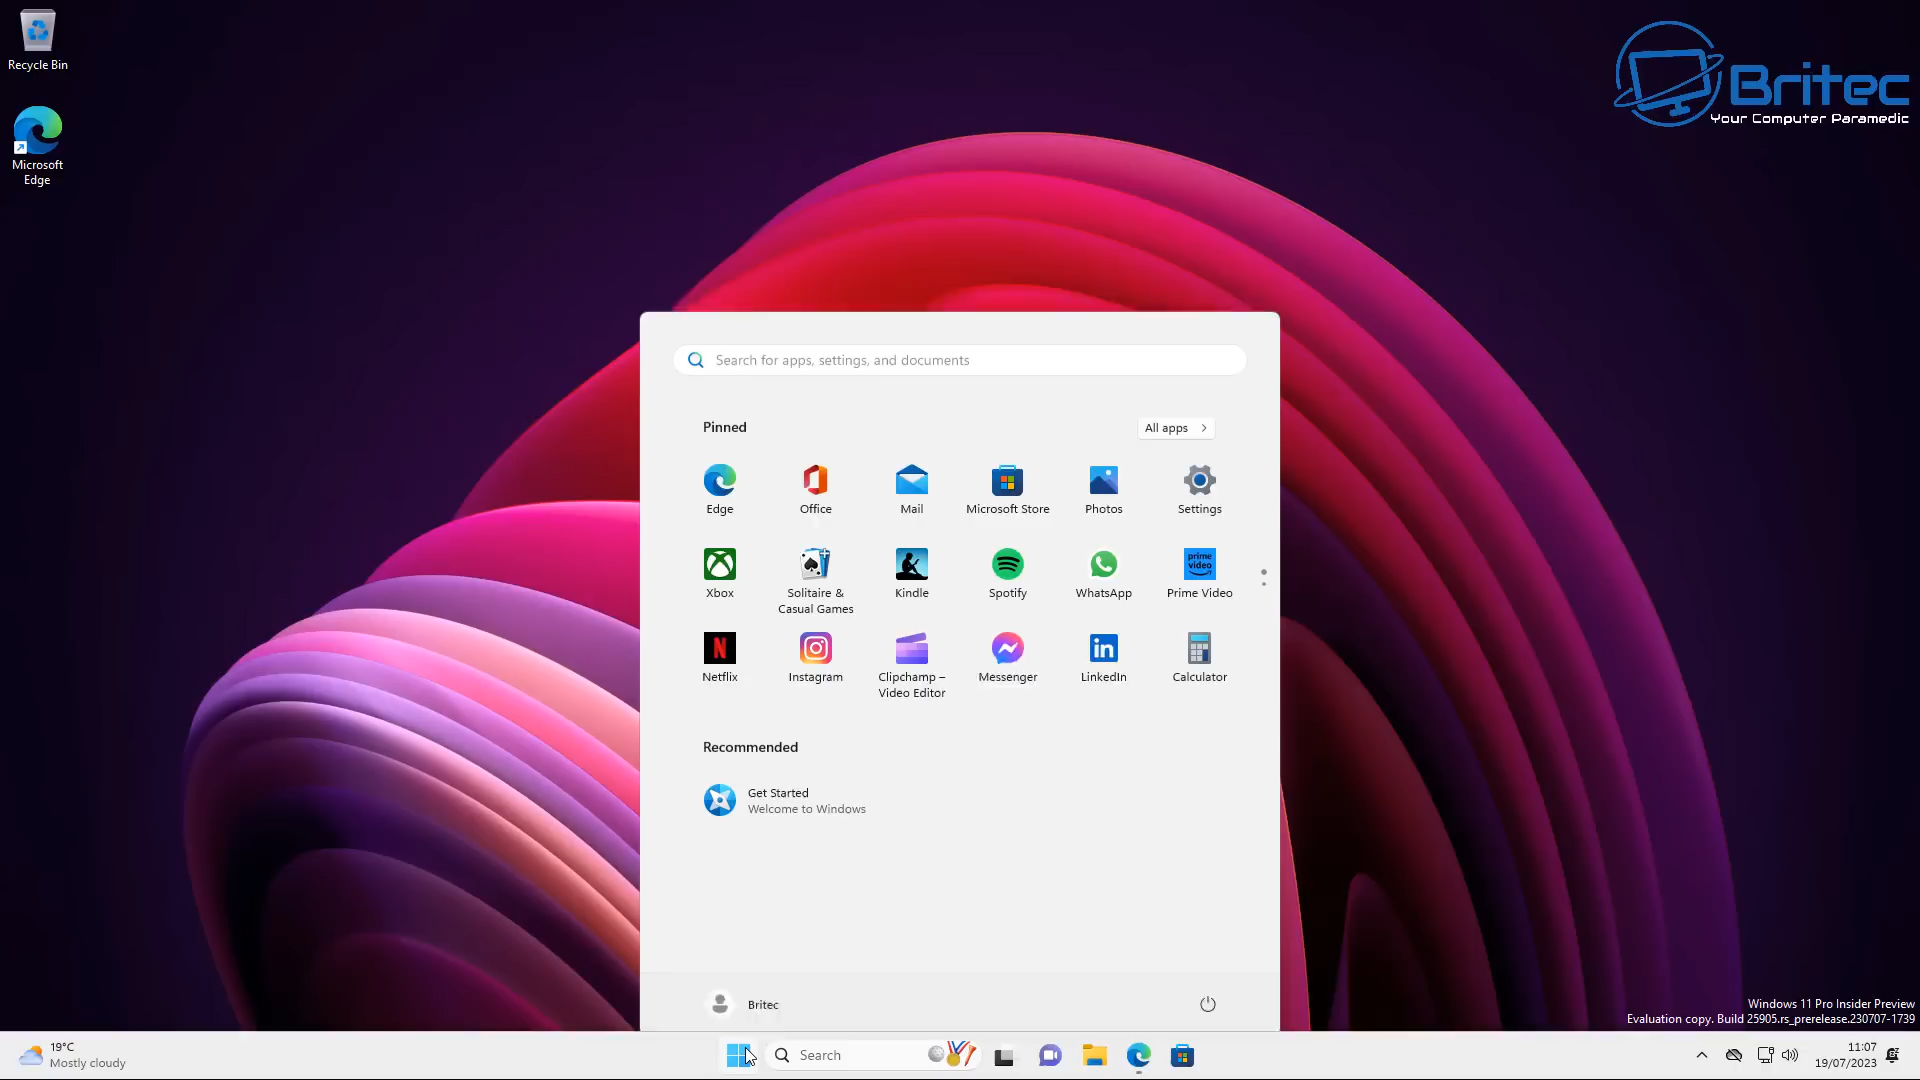 Recycle Bin
Microsoft
Edge
Britec
Your Computer Paramedic
Search for apps, settings, and documents
Pinned
All apps
Edge
Office
Mail
Microsoft Store
Photos
Settings
Xbox
Solitaire &
Casual Games
Kindle
Spotify
WhatsApp
prime
video
Prime Video
N
Netflix
Instagram
Clipchamp –
Video Editor
Messenger
in
LinkedIn
Calculator
Recommended
Get Started
Welcome to Windows
Britec
Windows 11 Pro Insider Preview
Evaluation copy. Build 25905.rs_prerelease.230707-1739
19°C
Mostly cloudy
Search
11:07
19/07/2023